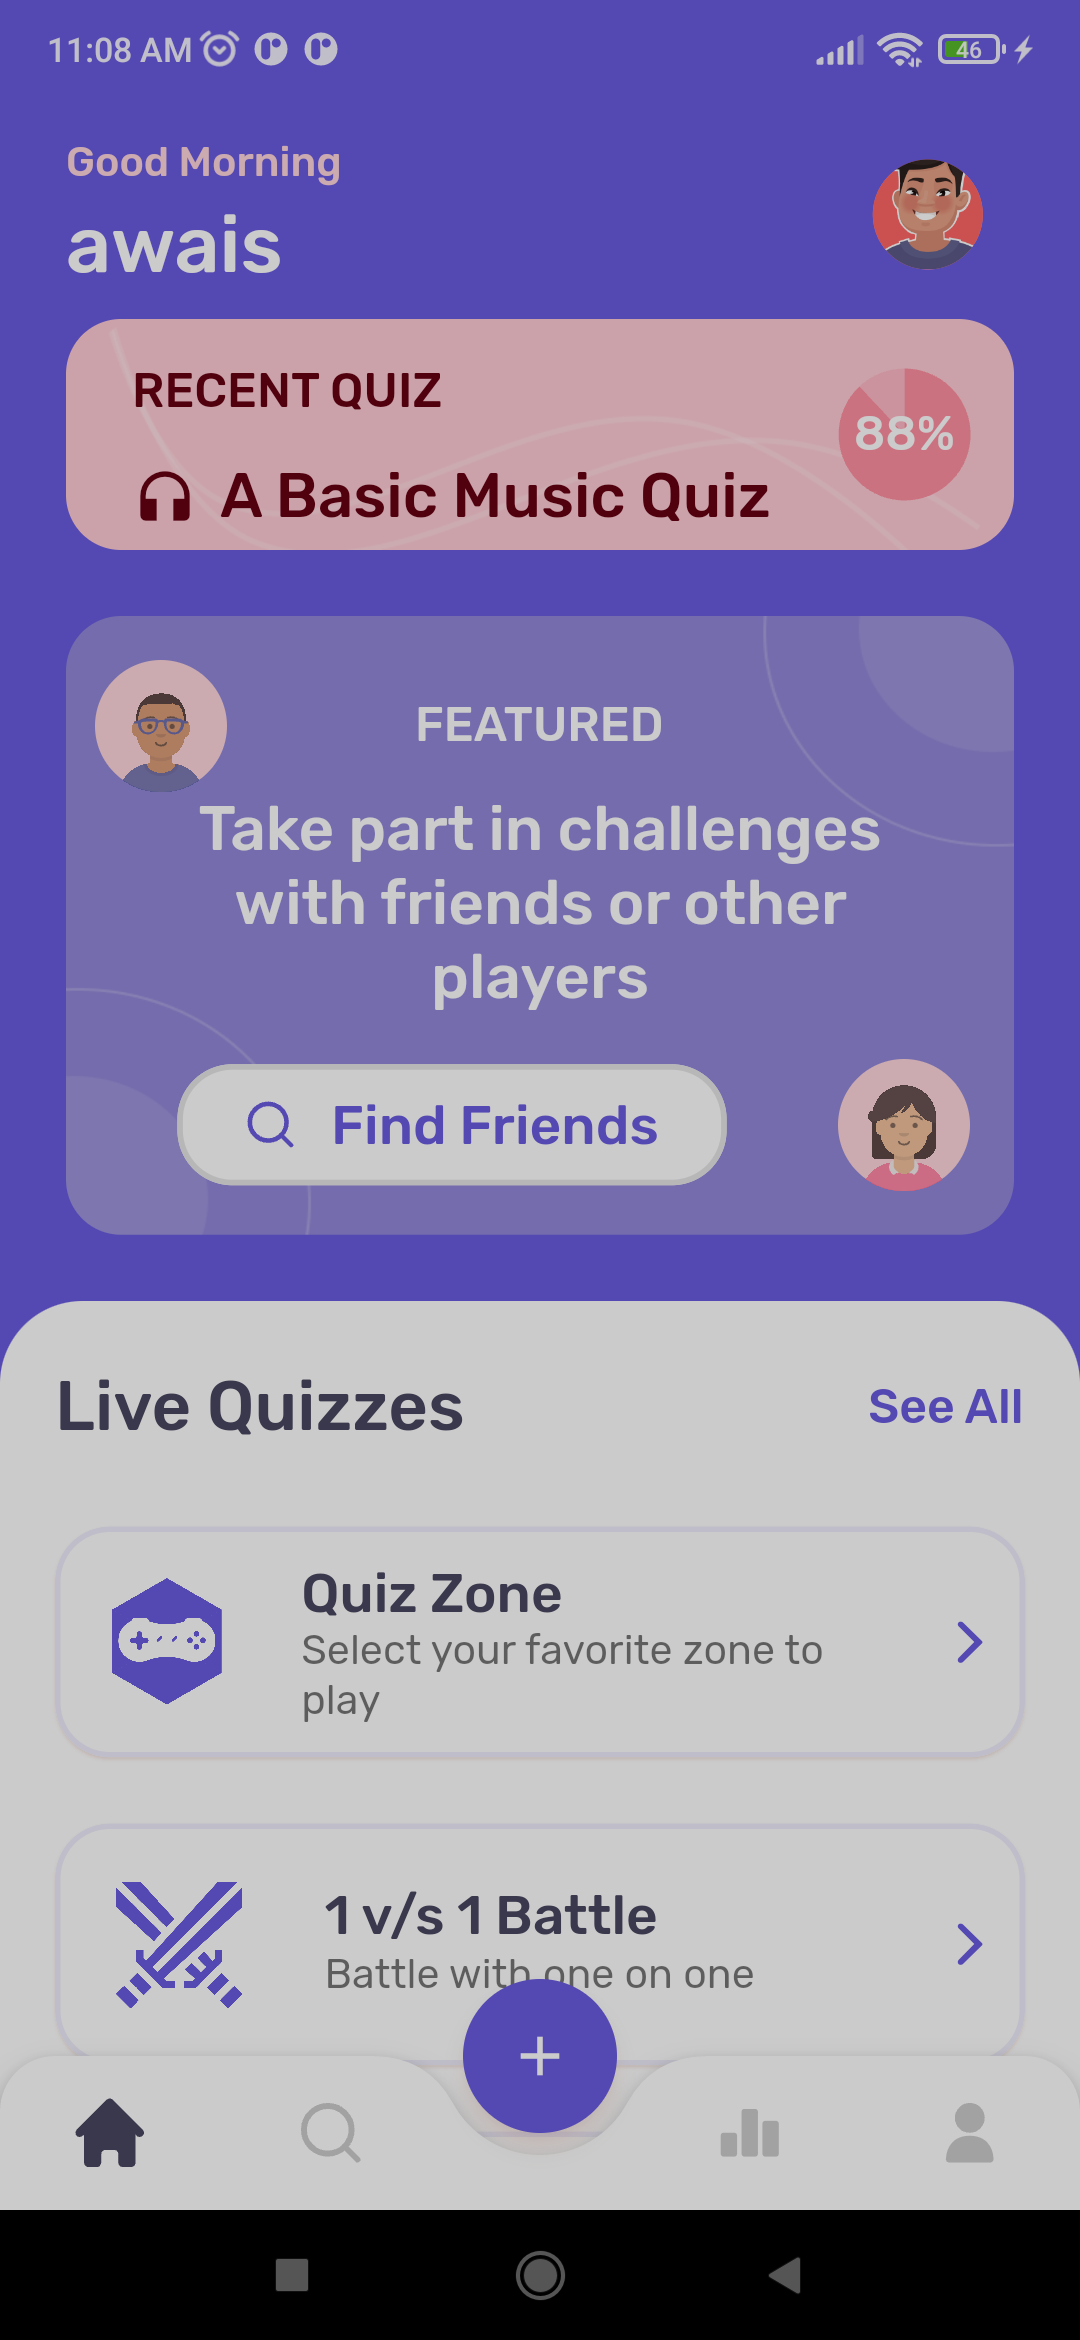 11:08 AM
46
Good Morning
awais
RECENT QUIZ
88%
A Basic Music Quiz
FEATURED
Take part in challenges
with friends or other
players
Find Friends
Live Quizzes
See All
Quiz Zone
Select your favorite zone to
play
1 v/s 1 Battle
Battle with one on one